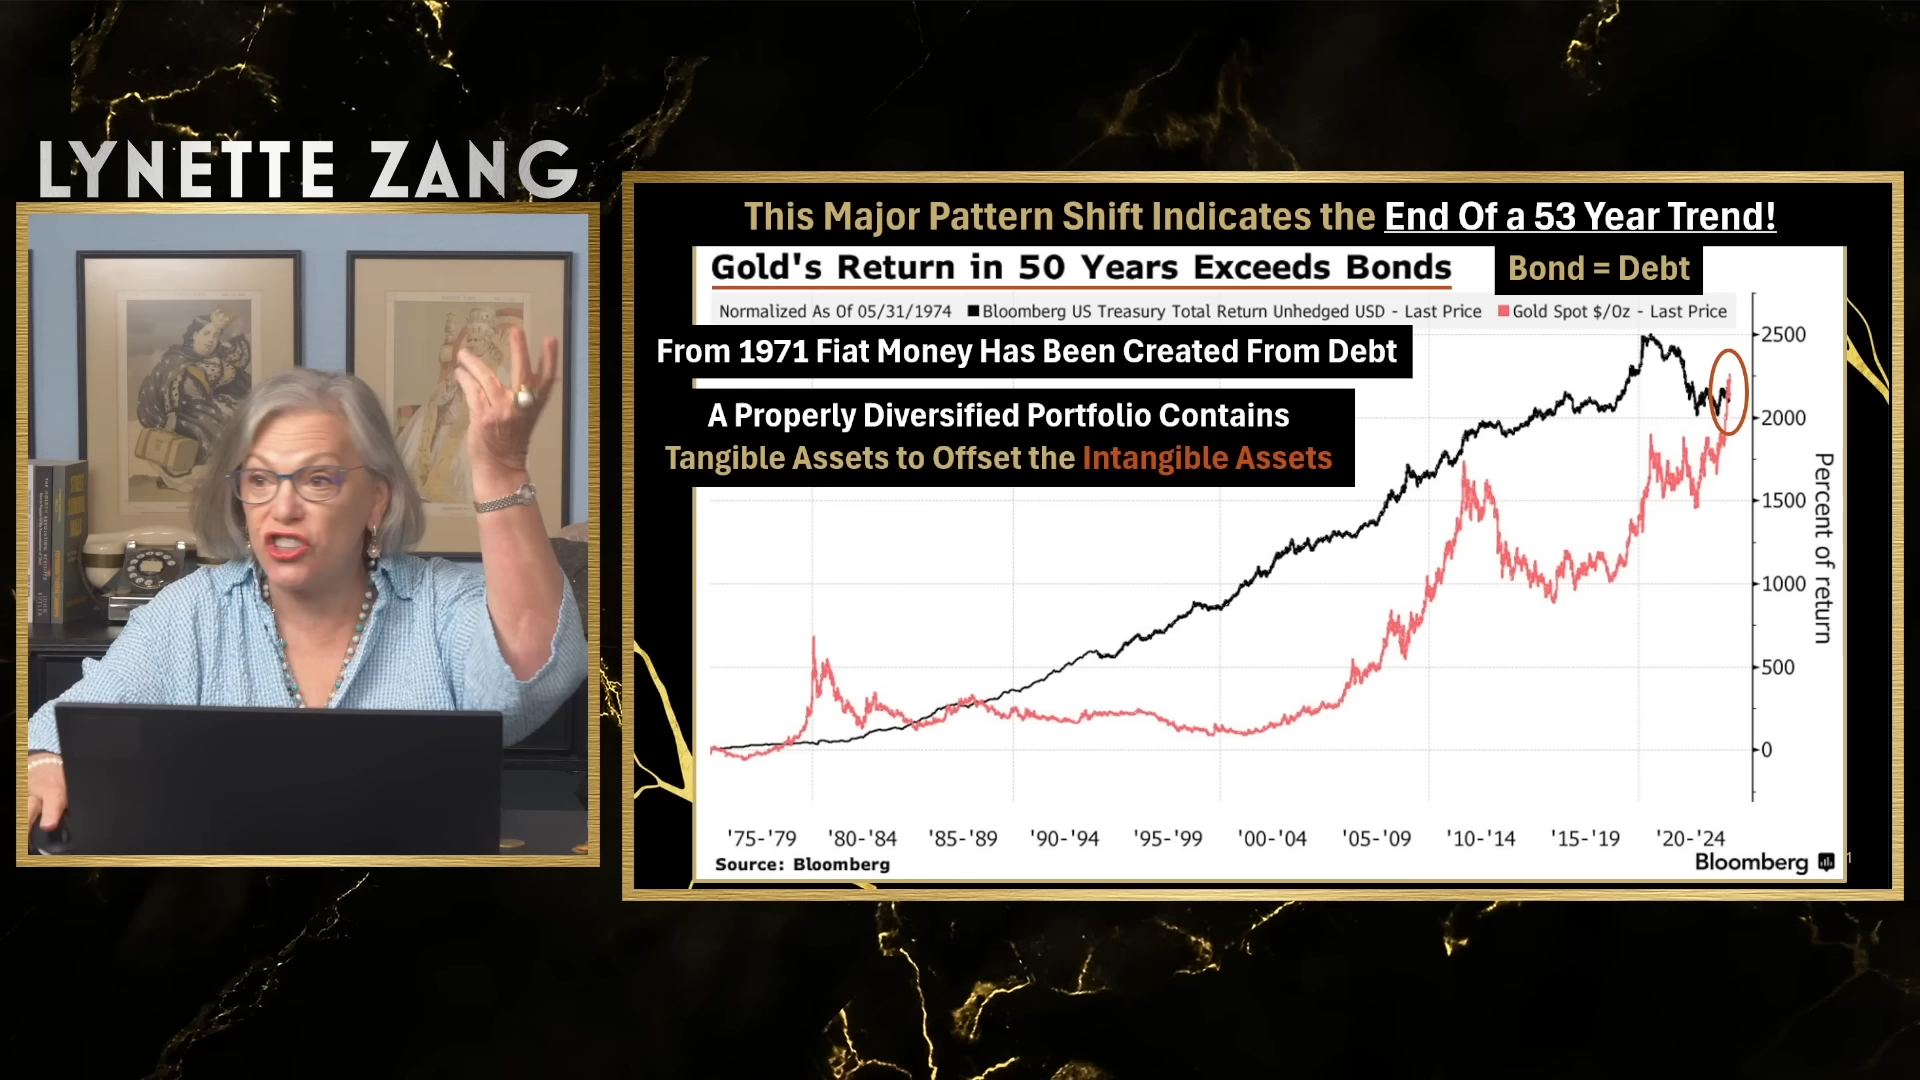 LYNETTE ZANG
This Major Pattern Shift Indicates the End Of a 53 Year Trend!
Gold's Return in 50 Years Exceeds Bonds
Bond = Debt
Normalized As Of 05/31/1974 Bloomberg US Treasury Total Return Unhedged USD - Last Price Gold Spot $/Oz - Last Price
From 1971 Fiat Money Has Been Created From Debt
A Properly Diversified Portfolio Contains
Tangible Assets to Offset the Intangible Assets
2500
2000
1500
1000
500
0
Percent of return
'75-'79 '80-'84 '85-'89 '90-'94 '95-'99 '00-'04 '05-'09 '10-'14 '15-'19 '20-'24
Source: Bloomberg
Bloomberg
1